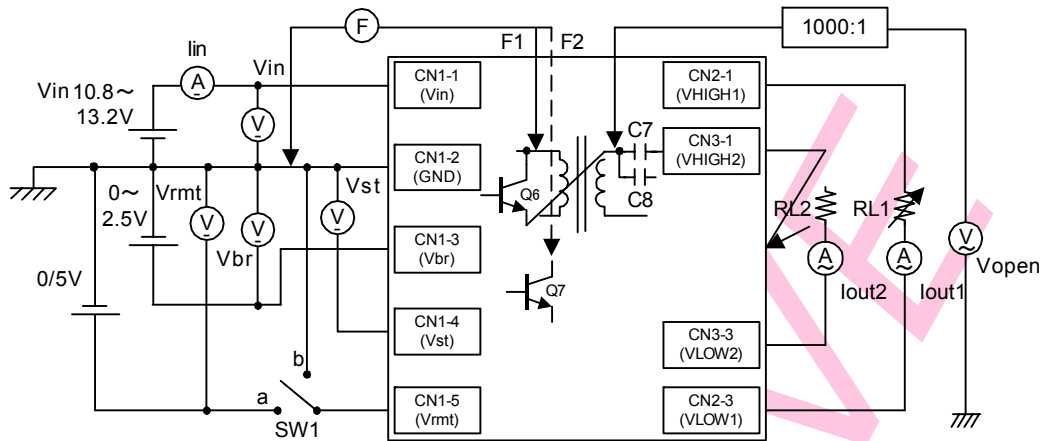 F
F1
F2
1000:1
Iin
A
Vin
Vin 10.8～
13.2V
V
CN1-1
(Vin)
CN2-1
(VHIGH1)
C7
CN3-1
(VHIGH2)
C8
CN1-2
(GND)
Q6
0～
2.5V
Vrmt
V
V
Vbr
Vst
V
RL2
RL1
CN1-3
(Vbr)
A
Iout2
A
Iout1
V
Vopen
0/5V
Q7
CN1-4
(Vst)
CN3-3
(VLOW2)
b
a
SW1
CN1-5
(Vrmt)
CN2-3
(VLOW1)